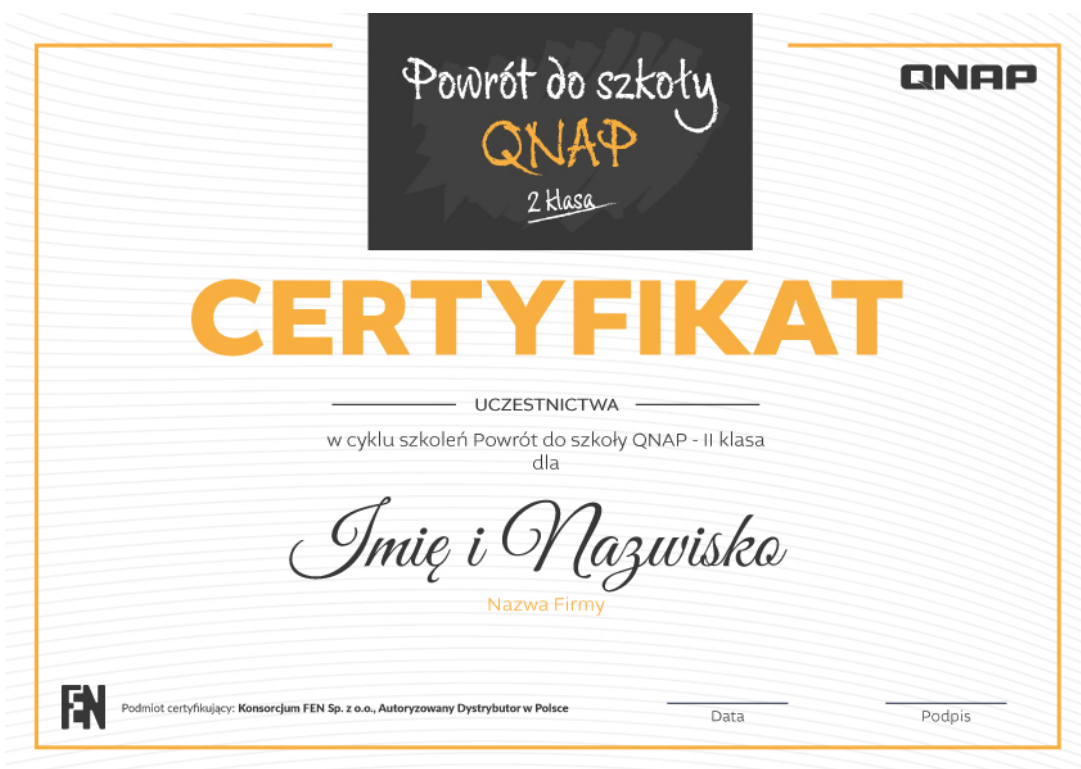 Powrót do szkoły
QNAP
2 klasa
QNAP
CERTYFIKAT
UCZESTNICTWA
w cyklu szkoleń Powrót do szkoły QNAP - II klasa
dla
Imię i Nazwisko
Nazwa Firmy
FEN
Podmiot certyfikujący: Konsorcjum FEN Sp. z o.o., Autoryzowany Dystrybutor w Polsce
Data
Podpis